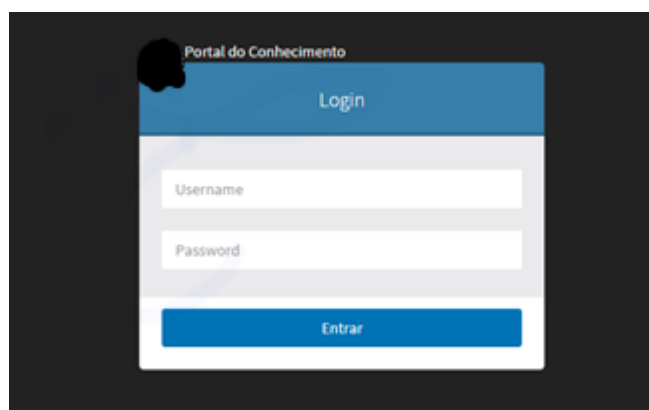 Portal do Conhecimento
Login
Username
Password
Entrar